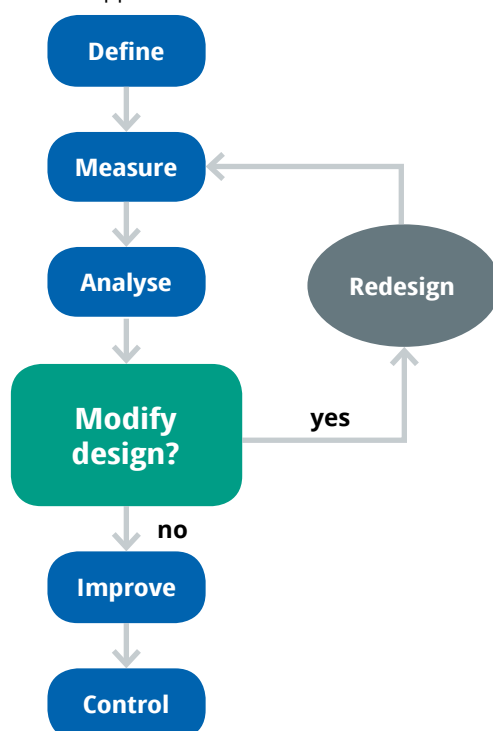 Define
Measure
Analyse
Redesign
Modify
design?
yes
no
Improve
Control